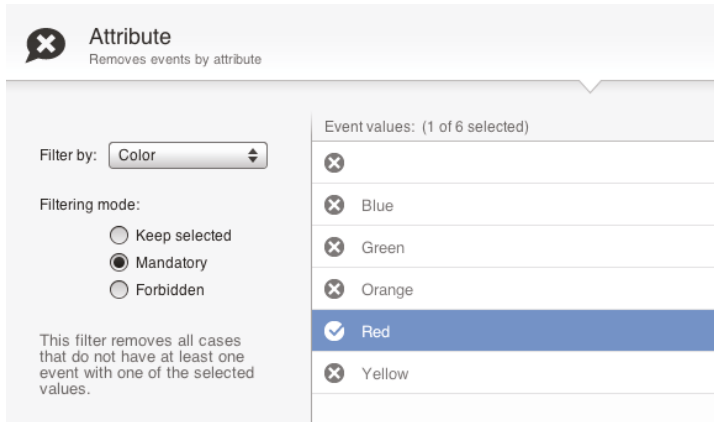 Attribute
Removes events by attribute
Filter by: Color
Filtering mode:
Keep selected
Mandatory
Forbidden
This filter removes all cases
that do not have at least one
event with one of the selected
values.
Event values: (1 of 6 selected)
Blue
Green
Orange
Red
Yellow